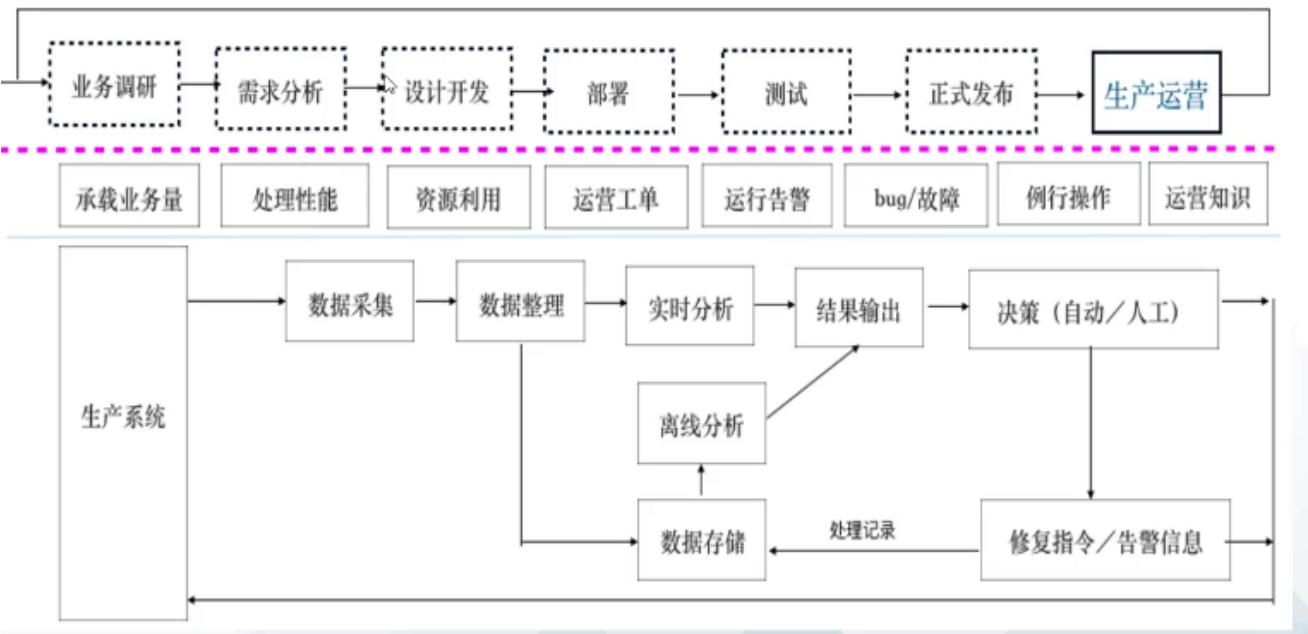 业务调研
需求分析
设计开发
部署
测试
正式发布
生产运营
承载业务量
处理性能
资源利用
运营工单
运行告警
bug/故障
例行操作
运营知识
生产系统
数据采集
数据整理
实时分析
结果输出
决策（自动/人工）
离线分析
数据存储
处理记录
修复指令/告警信息